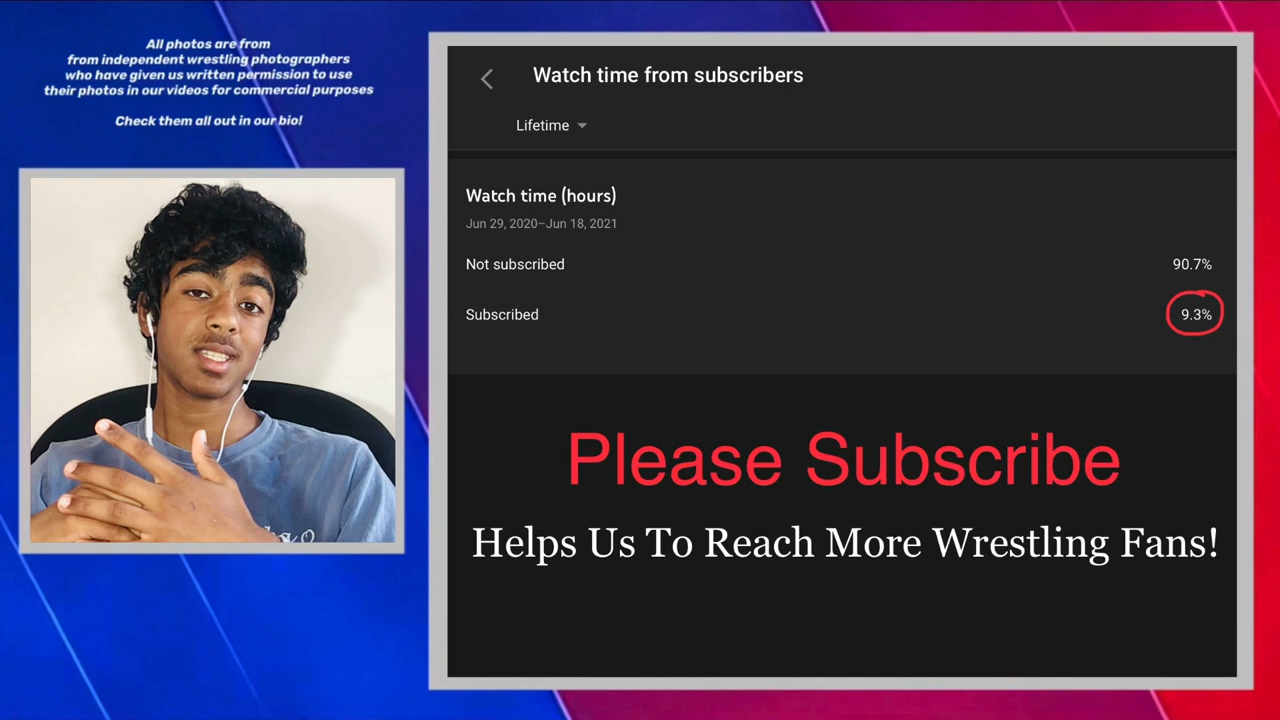 All photos are from
from independent wrestling photographers
who have given us written permission to use
their photos in our videos for commercial purposes
Check them all out in our bio!
Watch time from subscribers
Lifetime
Watch time (hours)
Jun 29, 2020–Jun 18, 2021
Not subscribed 90.7%
Subscribed 9.3%
Please Subscribe
Helps Us To Reach More Wrestling Fans!